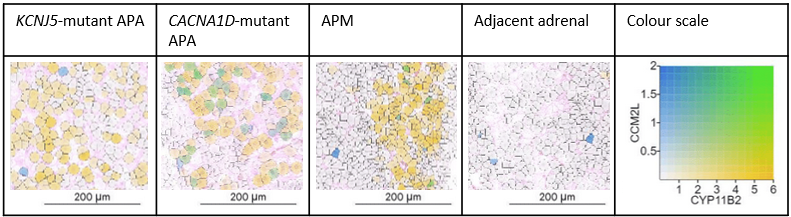 KCNJ5-mutant APA
CACNA1D-mutant
APA
APM
Adjacent adrenal
Colour scale
200 μm
200 μm
200 μm
200 μm
CCM2L
2
1.5
1
0.5
1 2 3 4 5 6
CYP11B2